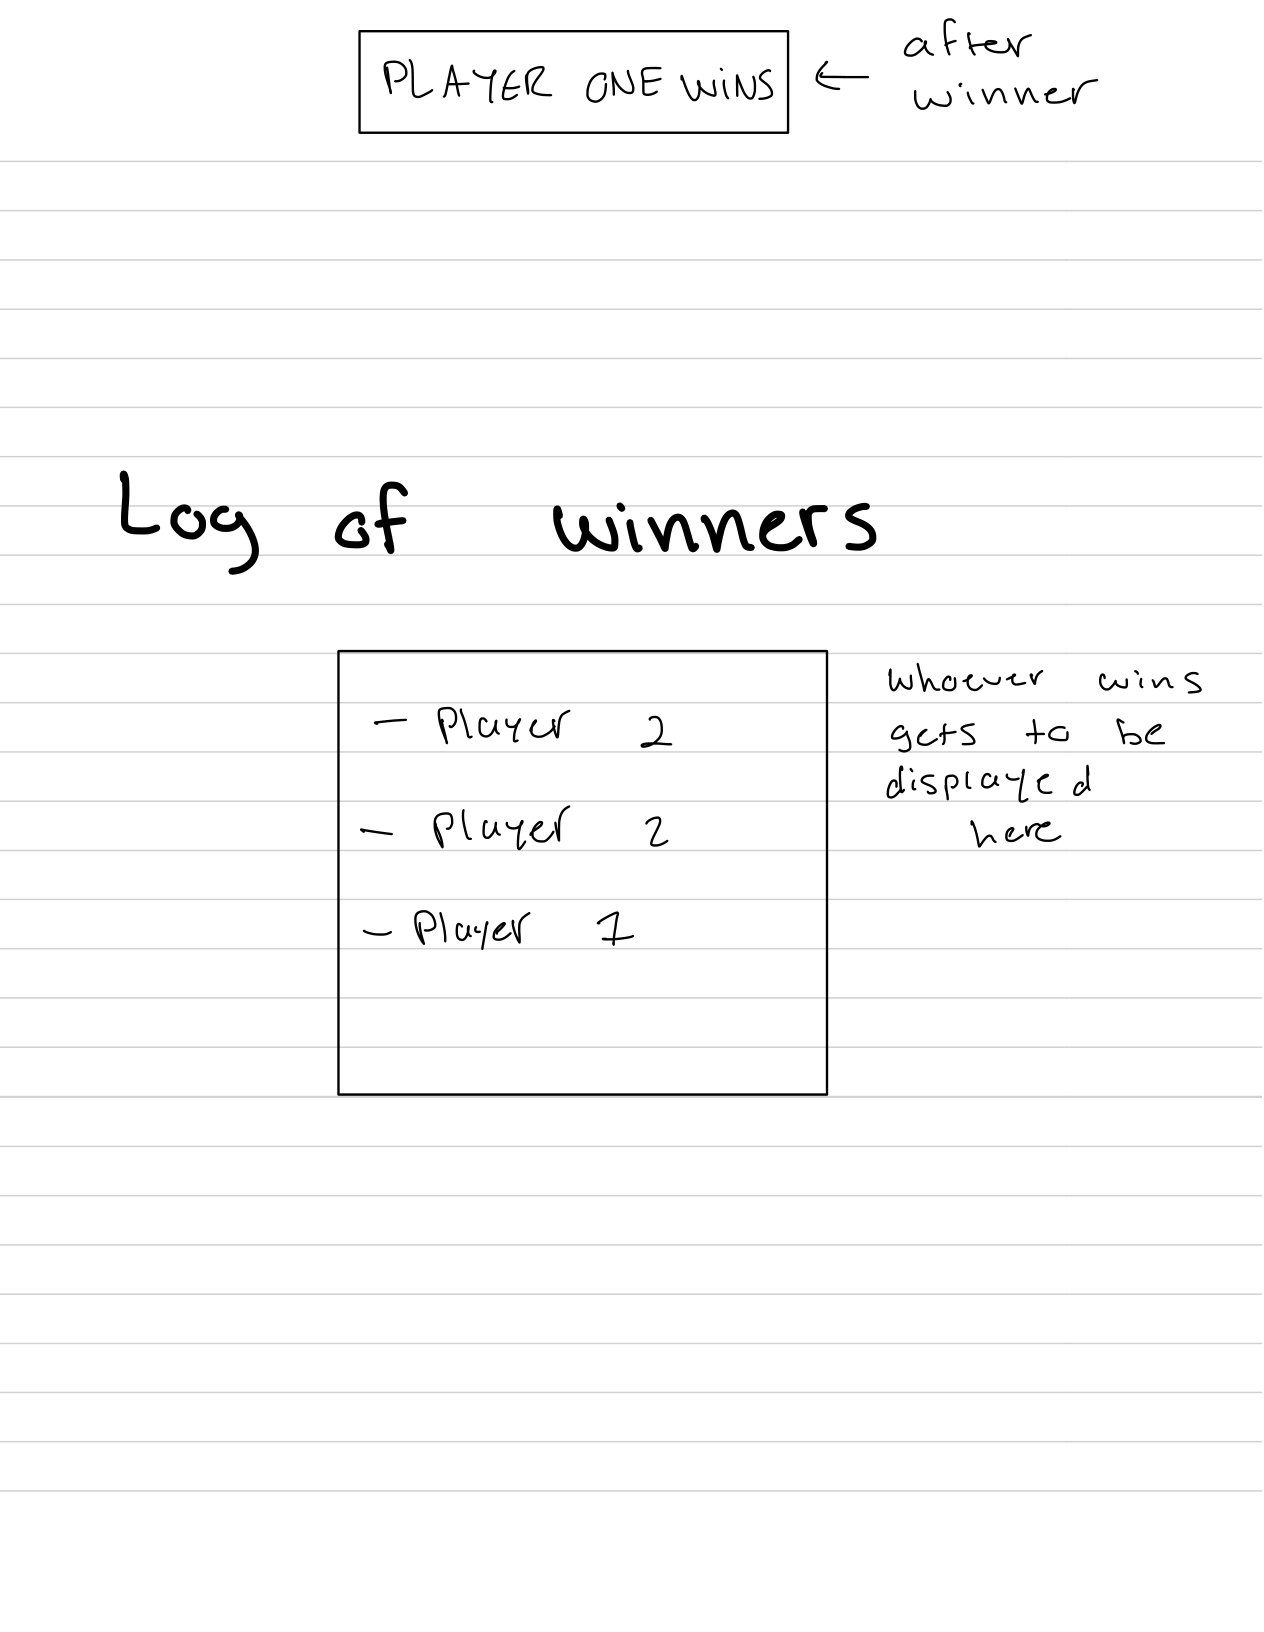 PLAYER ONE WINS ← after
winner
Log of winners
- Player 2
- Player 2
- Player 1
whoever wins
gets to be
displayed
here